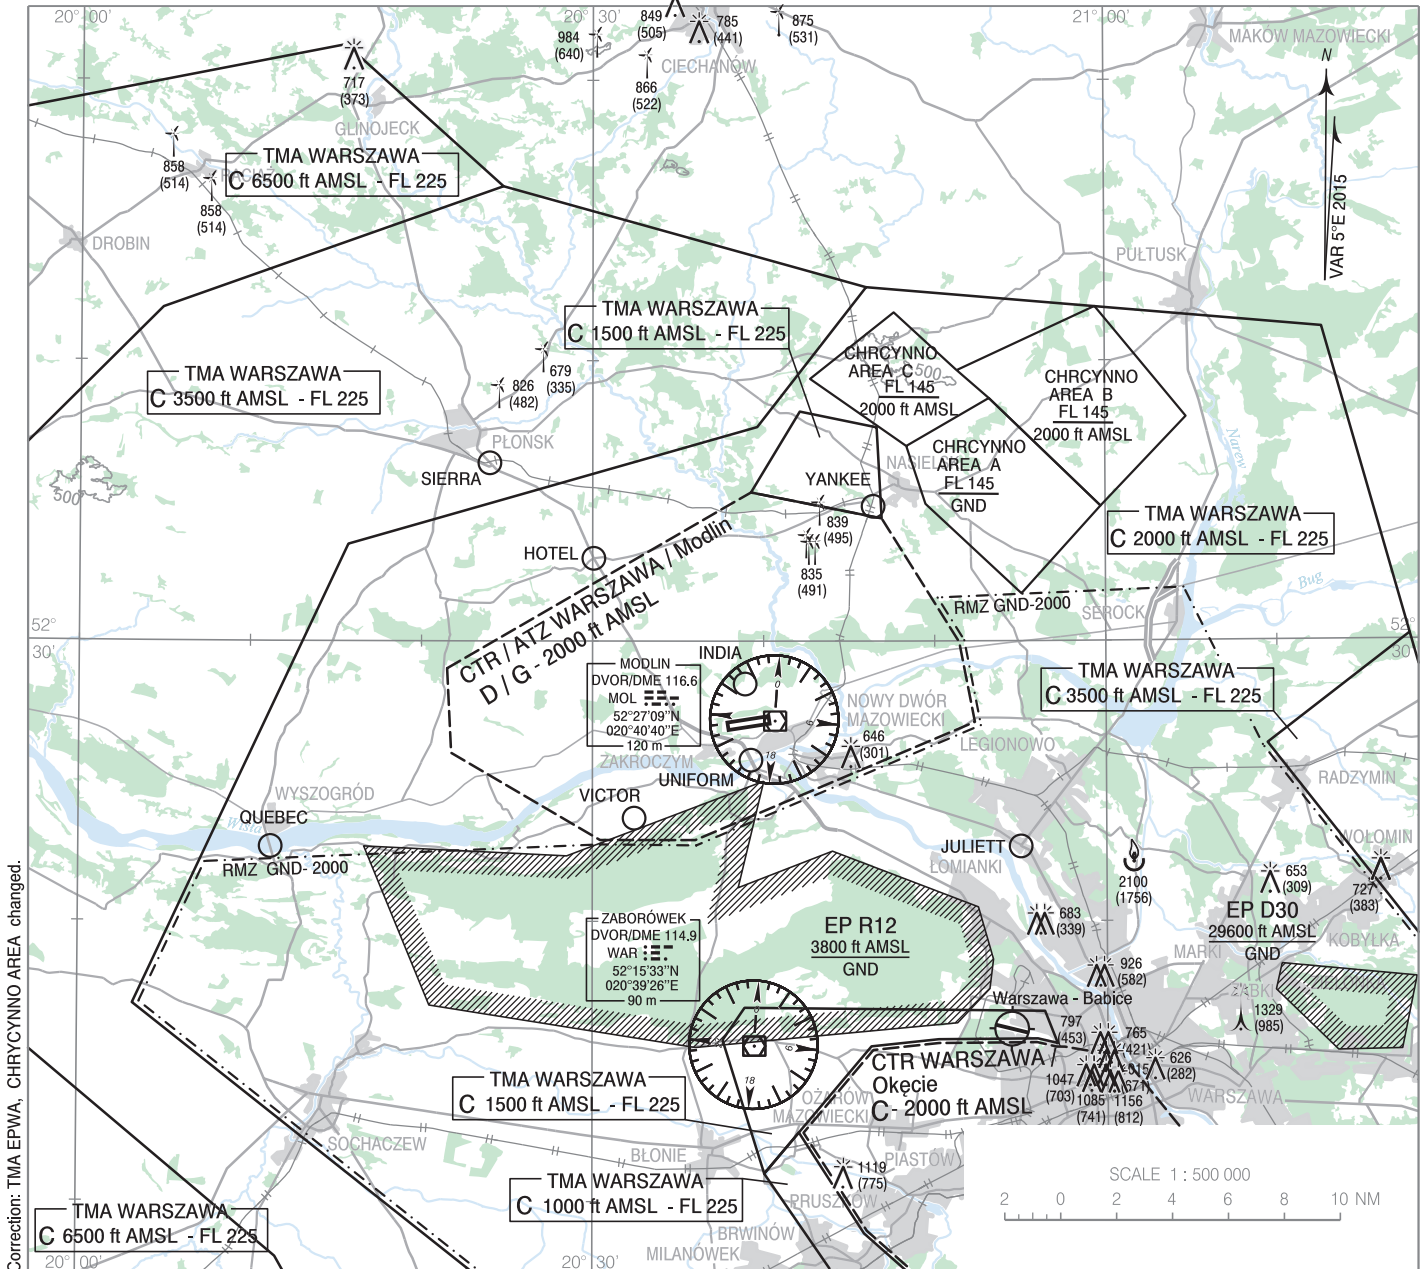 20° 00'
20° 30'
21° 00'
849
(505)
785
(441)
875
(531)
984
(640)
CIECHANÓW
866
(522)
MAKÓW MAZOWIECKI
N
VAR 5°E 2015
717
(373)
GLINOJECK
858
(514)
858
(514)
TMA WARSZAWA
C 6500 ft AMSL - FL 225
DROBIN
PUŁTUSK
TMA WARSZAWA
C 1500 ft AMSL - FL 225
CHRCYNNO
AREA C
FL 145
2000 ft AMSL
500
CHRCYNNO
AREA B
FL 145
2000 ft AMSL
679
(335)
826
(482)
TMA WARSZAWA
C 3500 ft AMSL - FL 225
PŁOŃSK
SIERRA
500
Narew
CHRCYNNO
AREA A
FL 145
GND
YANKEE
839
(495)
835
(491)
TMA WARSZAWA
C 2000 ft AMSL - FL 225
HOTEL
CTR / ATZ WARSZAWA / Modlin
D / G - 2000 ft AMSL
RMZ GND-2000
SEROCK
Bug
52°
30'
52°
30'
INDIA
MODLIN
DVOR/DME 116.6
MOL
52°27'09''N
020°40'40''E
120 m
0
9
18
NOWY DWÓR
MAZOWIECKI
646
(301)
TMA WARSZAWA
C 3500 ft AMSL - FL 225
LEGIONOWO
ZAKROCZYM
UNIFORM
VICTOR
RADZYMIN
WYSZOGRÓD
QUEBEC
Wisła
RMZ GND- 2000
JULIETT
ŁOMIANKI
WOŁOMIN
2100
(1756)
653
(309)
727
(383)
EP D30
29600 ft AMSL
GND
KOBYŁKA
MARKI
683
(339)
EP R12
3800 ft AMSL
GND
ZABORÓWEK
DVOR/DME 114.9
WAR
52°15'33''N
020°39'26''E
90 m
0
9
18
926
(582)
ZĄBKI
1329
(985)
Warszawa - Babice
797
(453)
765
(421)
626
(282)
1047
(703)
1085
(741)
1156
(812)
CTR WARSZAWA /
Okęcie
C - 2000 ft AMSL
WARSZAWA
TMA WARSZAWA
C 1500 ft AMSL - FL 225
OŻARÓW
MAZOWIECKI
SOCHACZEW
BŁONIE
PIASTÓW
1119
(775)
PRUSZKÓW
TMA WARSZAWA
C 1000 ft AMSL - FL 225
BRWINÓW
MILANÓWEK
TMA WARSZAWA
C 6500 ft AMSL - FL 225
SCALE 1 : 500 000
2 0 2 4 6 8 10 NM
20° 00'
20° 30'
Correction: TMA EPWA, CHRYCYNNO AREA changed.